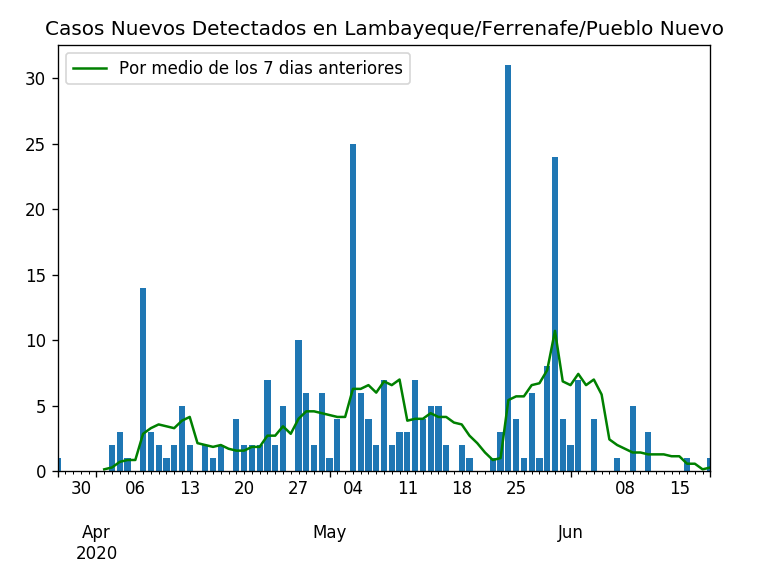 Casos Nuevos Detectados en Lambayeque/Ferrenafe/Pueblo Nuevo
Por medio de los 7 dias anteriores
30
25
20
15
10
5
0
30 06 13 20 27 04 11 18 25 08 15
Apr May Jun
2020